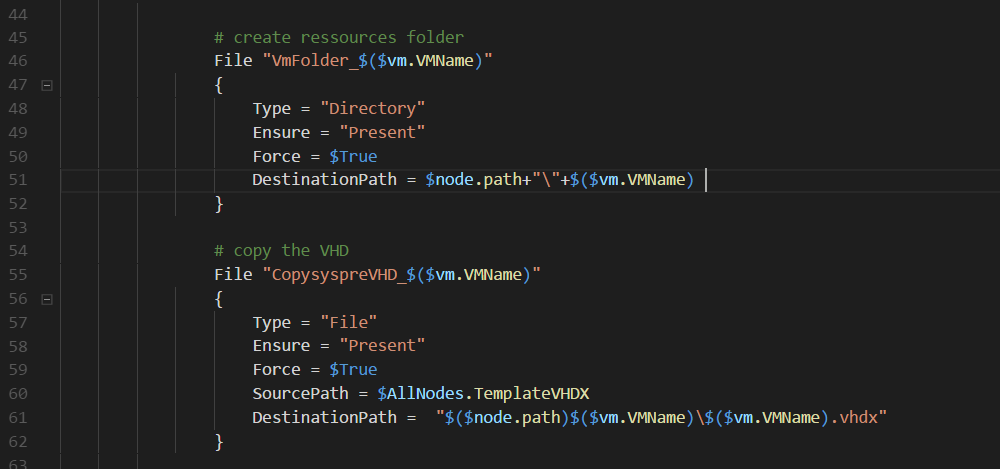 44
45 # create ressources folder
46 File "VmFolder_$($vm.VMName)"
47 {
48 Type = "Directory"
49 Ensure = "Present"
50 Force = $True
51 DestinationPath = $node.path+"\"+$($vm.VMName)
52 }
53
54 # copy the VHD
55 File "CopysyspreVHD_$($vm.VMName)"
56 {
57 Type = "File"
58 Ensure = "Present"
59 Force = $True
60 SourcePath = $AllNodes.TemplateVHDX
61 DestinationPath =  "$($node.path)$($vm.VMName)\$($vm.VMName).vhdx"
62 }
63